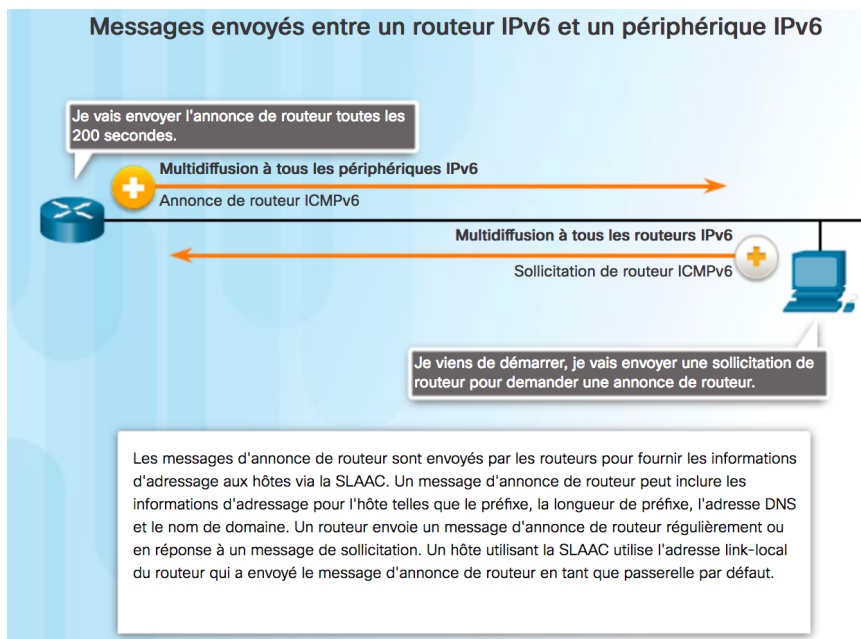 Messages envoyés entre un routeur IPv6 et un périphérique IPv6
Je vais envoyer l'annonce de routeur toutes les
200 secondes.
Multidiffusion à tous les périphériques IPv6
Annonce de routeur ICMPv6
Multidiffusion à tous les routeurs IPv6
Sollicitation de routeur ICMPv6
Je viens de démarrer, je vais envoyer une sollicitation de
routeur pour demander une annonce de routeur.
Les messages d'annonce de routeur sont envoyés par les routeurs pour fournir les informations
d'adressage aux hôtes via la SLAAC. Un message d'annonce de routeur peut inclure les
informations d'adressage pour l'hôte telles que le préfixe, la longueur de préfixe, l'adresse DNS
et le nom de domaine. Un routeur envoie un message d'annonce de routeur régulièrement ou
en réponse à un message de sollicitation. Un hôte utilisant la SLAAC utilise l'adresse link-local
du routeur qui a envoyé le message d'annonce de routeur en tant que passerelle par défaut.